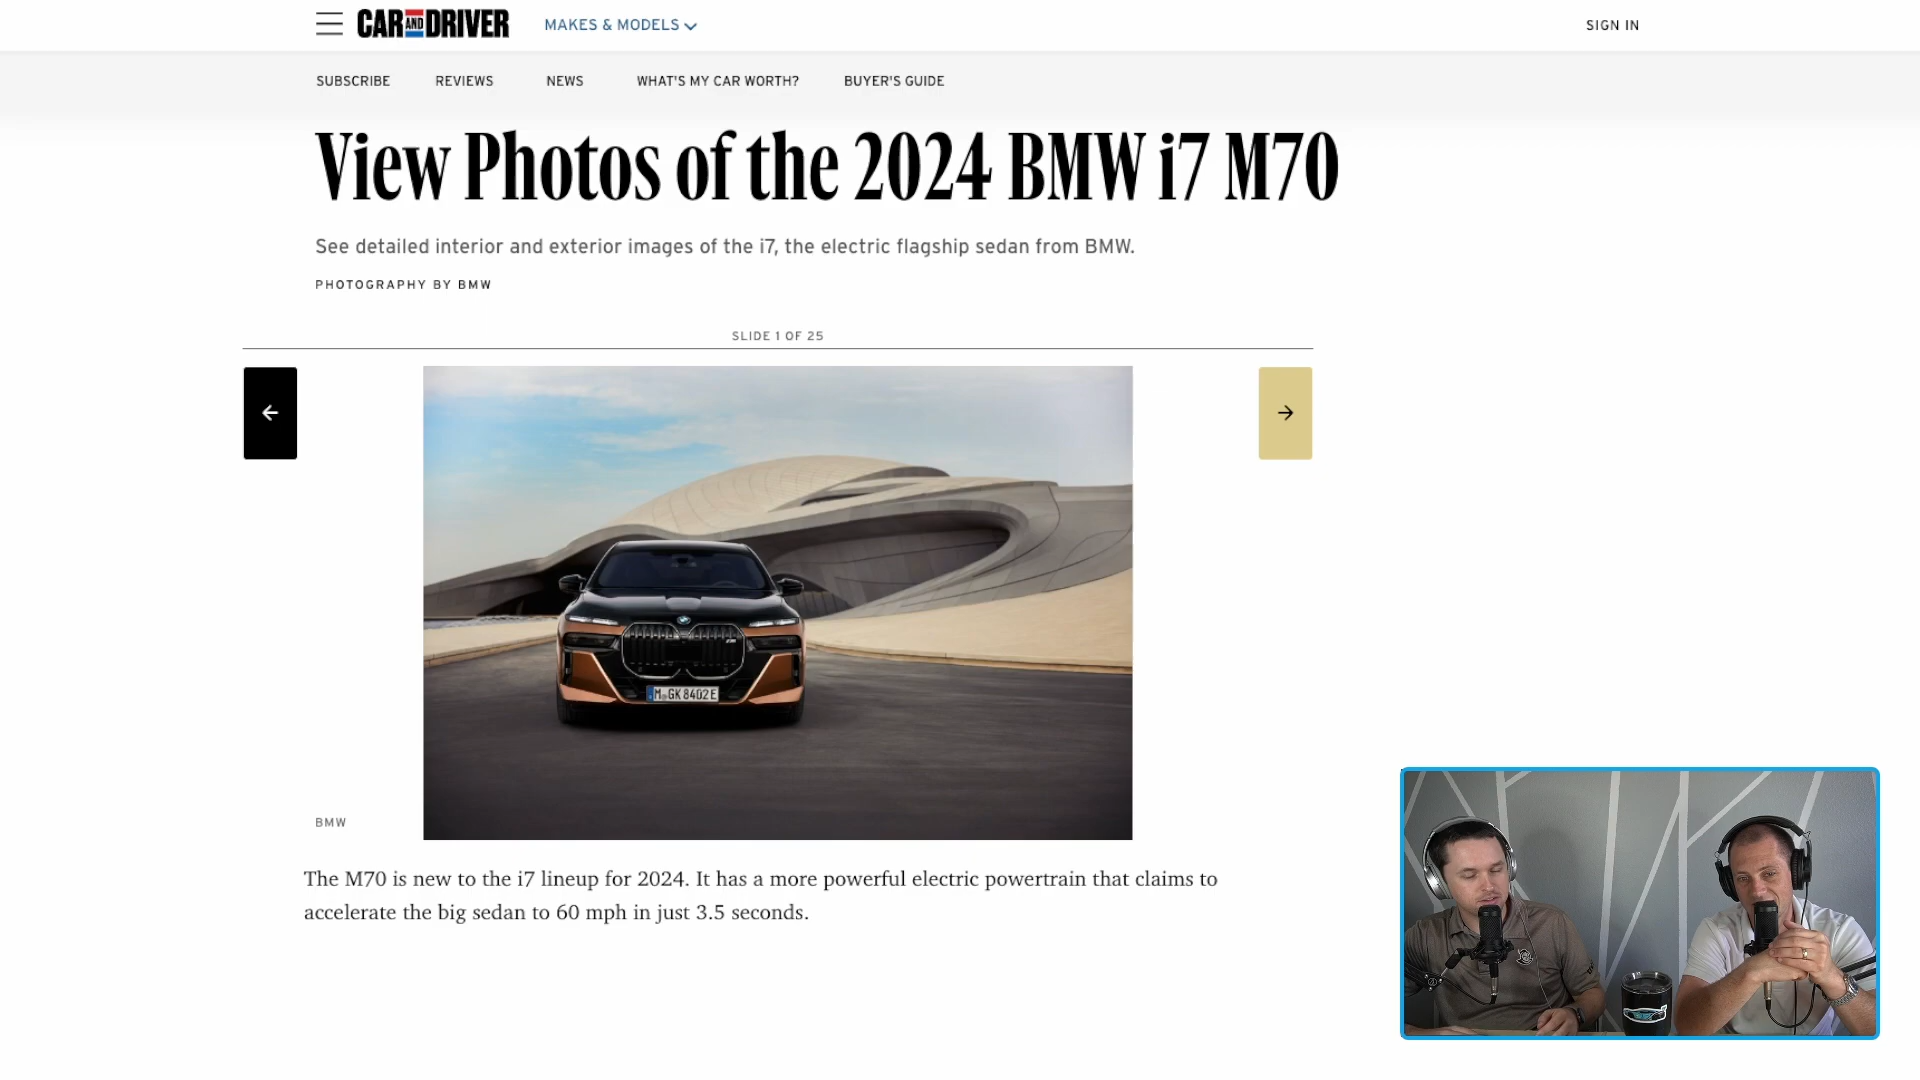 CAR AND DRIVER
MAKES & MODELS
SIGN IN
SUBSCRIBE
REVIEWS
NEWS
WHAT'S MY CAR WORTH?
BUYER'S GUIDE
View Photos of the 2024 BMW i7 M70
See detailed interior and exterior images of the i7, the electric flagship sedan from BMW.
PHOTOGRAPHY BY BMW
SLIDE 1 OF 25
M GK 8402E
BMW
The M70 is new to the i7 lineup for 2024. It has a more powerful electric powertrain that claims to
accelerate the big sedan to 60 mph in just 3.5 seconds.